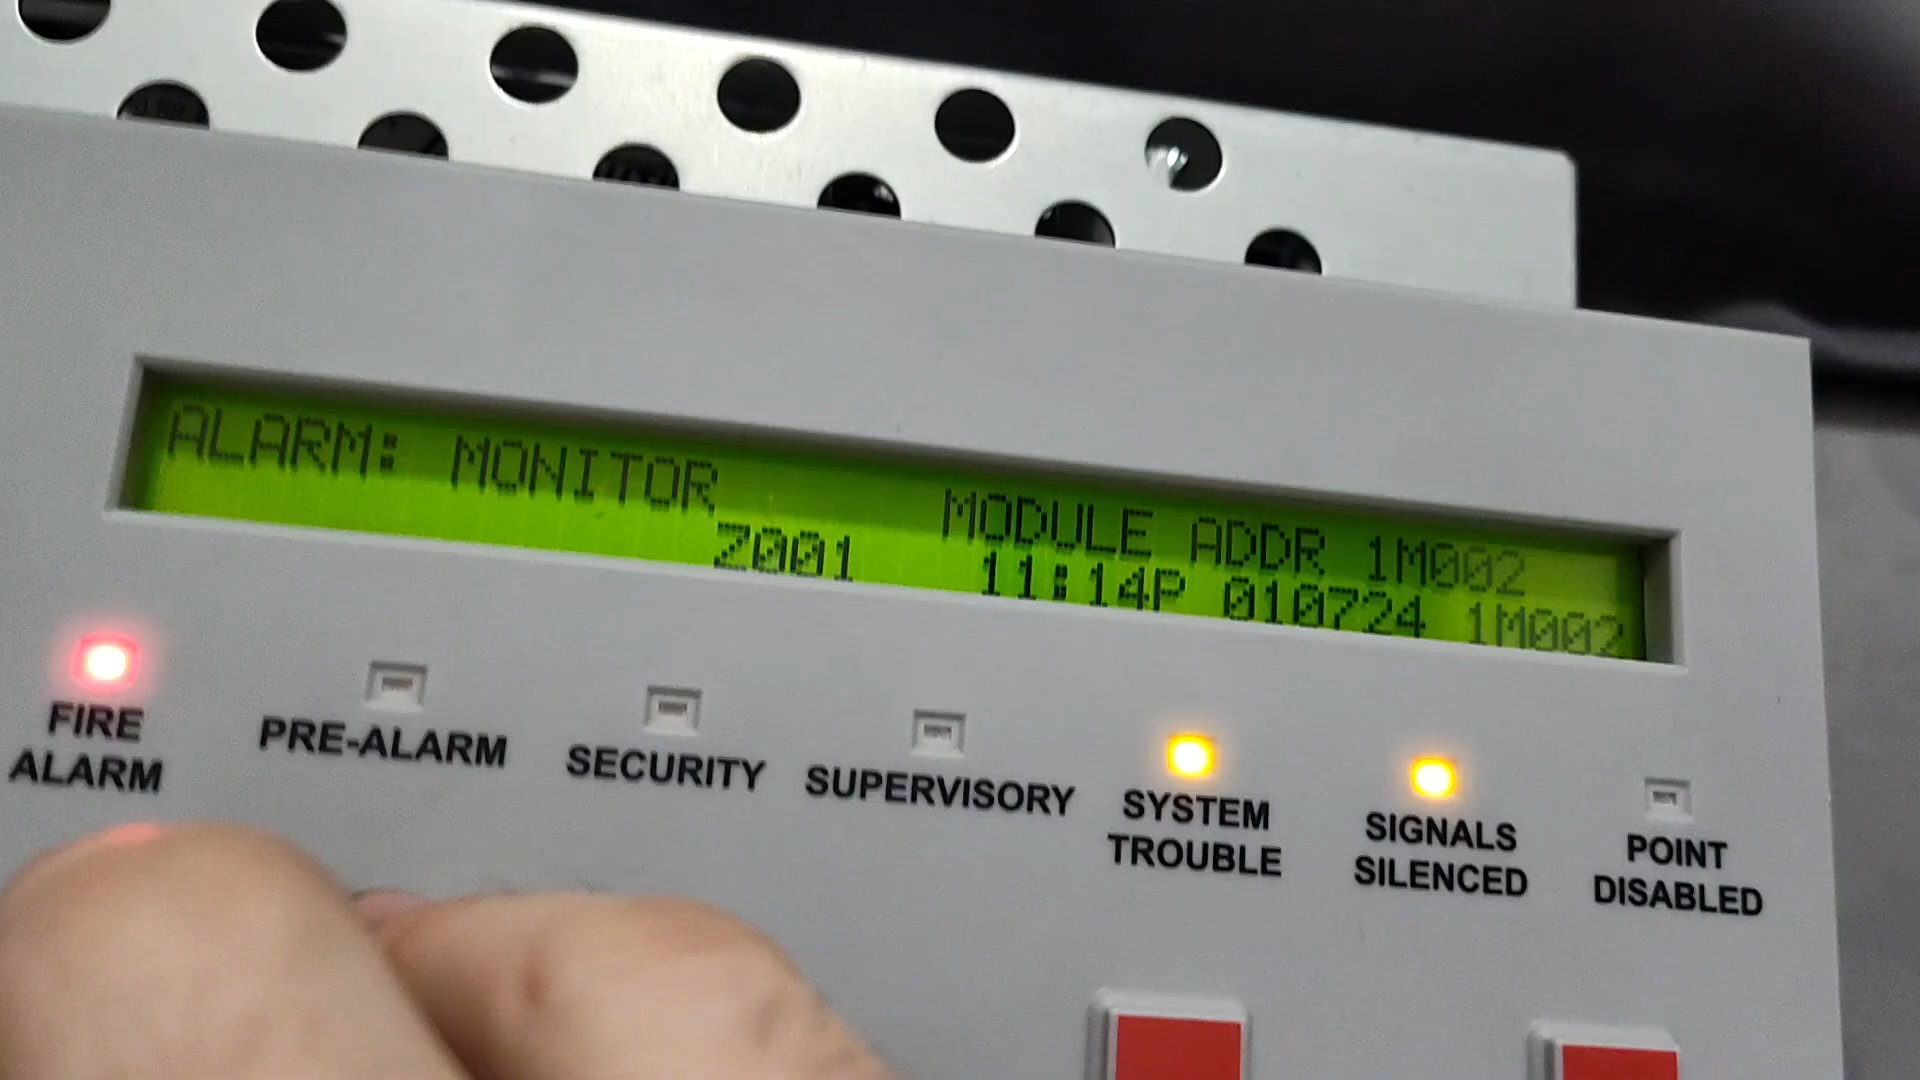 ALARM: MONITOR MODULE ADDR 1M002
Z001 11:14P 010724 1M002
FIRE ALARM
PRE-ALARM
SECURITY
SUPERVISORY
SYSTEM TROUBLE
SIGNALS SILENCED
POINT DISABLED